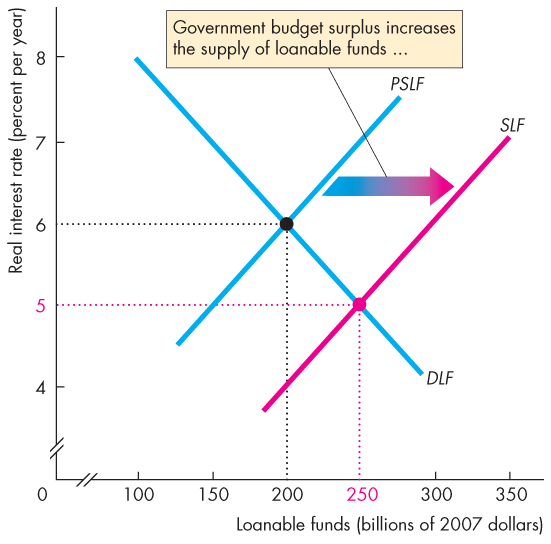 Real interest rate (percent per year)
Government budget surplus increases
the supply of loanable funds ...
PSLF
SLF
8
7
6
5
4
DLF
0
100
150
200
250
300
350
Loanable funds (billions of 2007 dollars)